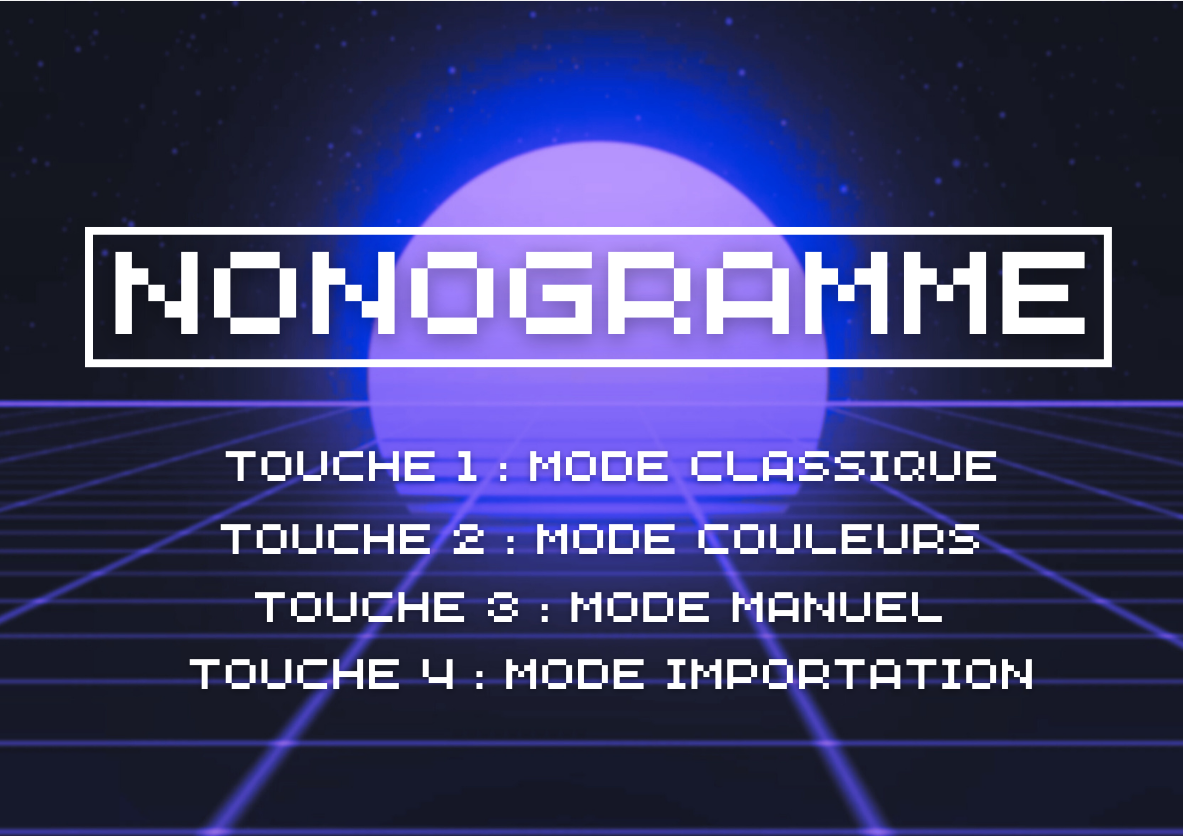 NONOGRAMME
TOUCHE 1 : MODE CLASSIQUE
TOUCHE 2 : MODE COULEURS
TOUCHE 3 : MODE MANUEL
TOUCHE 4 : MODE IMPORTATION